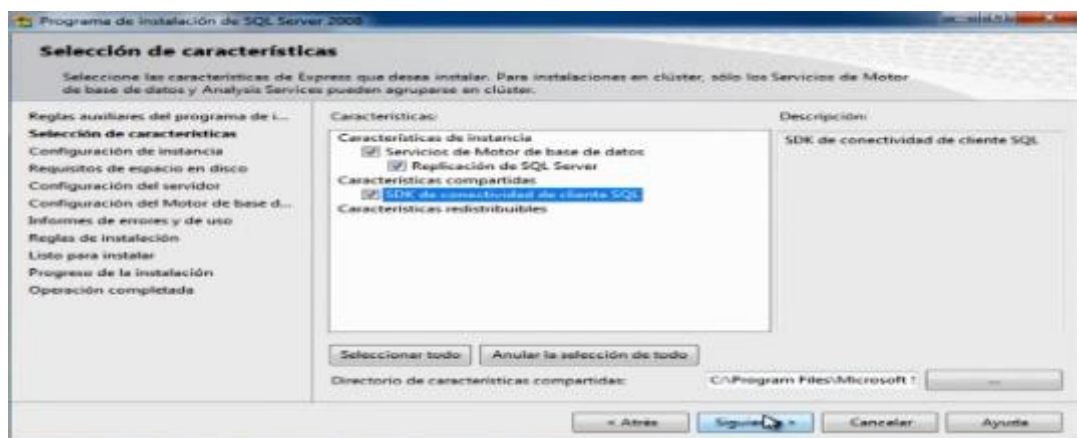 Programa de instalación de SQL Server 2008
Selección de características
Seleccione las características de Express que desea instalar. Para instalaciones en clúster, sólo los Servicios de Motor
de base de datos y Analysis Services pueden agruparse en clúster.
Reglas auxiliares del programa de i...
Selección de características
Configuración de instancia
Requisitos de espacio en disco
Configuración del servidor
Configuración del Motor de base d...
Informes de errores y de uso
Reglas de instalación
Listo para instalar
Progreso de la instalación
Operación completada
Características:
Características de instancia
Servicios de Motor de base de datos
Replicación de SQL Server
Características compartidas
SDK de conectividad de cliente SQL
Características redistribuibles
Descripción:
SDK de conectividad de cliente SQL
Seleccionar todo
Anular la selección de todo
Directorio de características compartidas:
C:\Program Files\Microsoft
...
< Atrás
Siguiente >
Cancelar
Ayuda